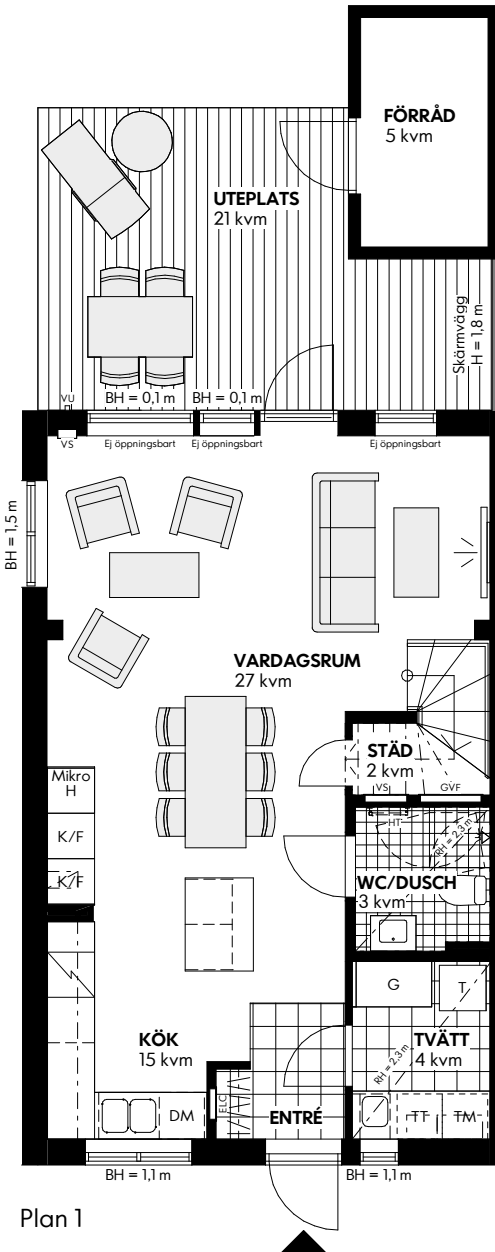 FÖRRÅD
5 kvm
UTEPLATS
21 kvm
Skärmvägg
H = 1,8 m
VU
BH = 0,1 m
BH = 0,1 m
VS
Ej öppningsbart
Ej öppningsbart
Ej öppningsbart
BH = 1,5 m
VARDAGSRUM
27 kvm
STÄD
2 kvm
VS
GVF
Mikro
H
K/F
K/F
HT
RH = 2,3 m
WC/DUSCH
3 kvm
G
T
KÖK
15 kvm
TVÄTT
4 kvm
RH = 2,3 m
ELC
DM
ENTRÉ
TT
TM
BH = 1,1 m
BH = 1,1 m
Plan 1